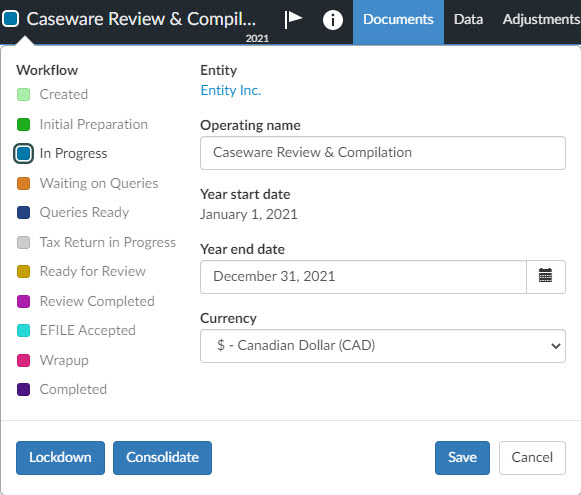 Caseware Review & Compil...
2021
Documents
Data
Adjustments
Workflow
Created
Initial Preparation
In Progress
Waiting on Queries
Queries Ready
Tax Return in Progress
Ready for Review
Review Completed
EFILE Accepted
Wrapup
Completed
Entity
Entity Inc.
Operating name
Caseware Review & Compilation
Year start date
January 1, 2021
Year end date
December 31, 2021
Currency
$ - Canadian Dollar (CAD)
Lockdown
Consolidate
Save
Cancel